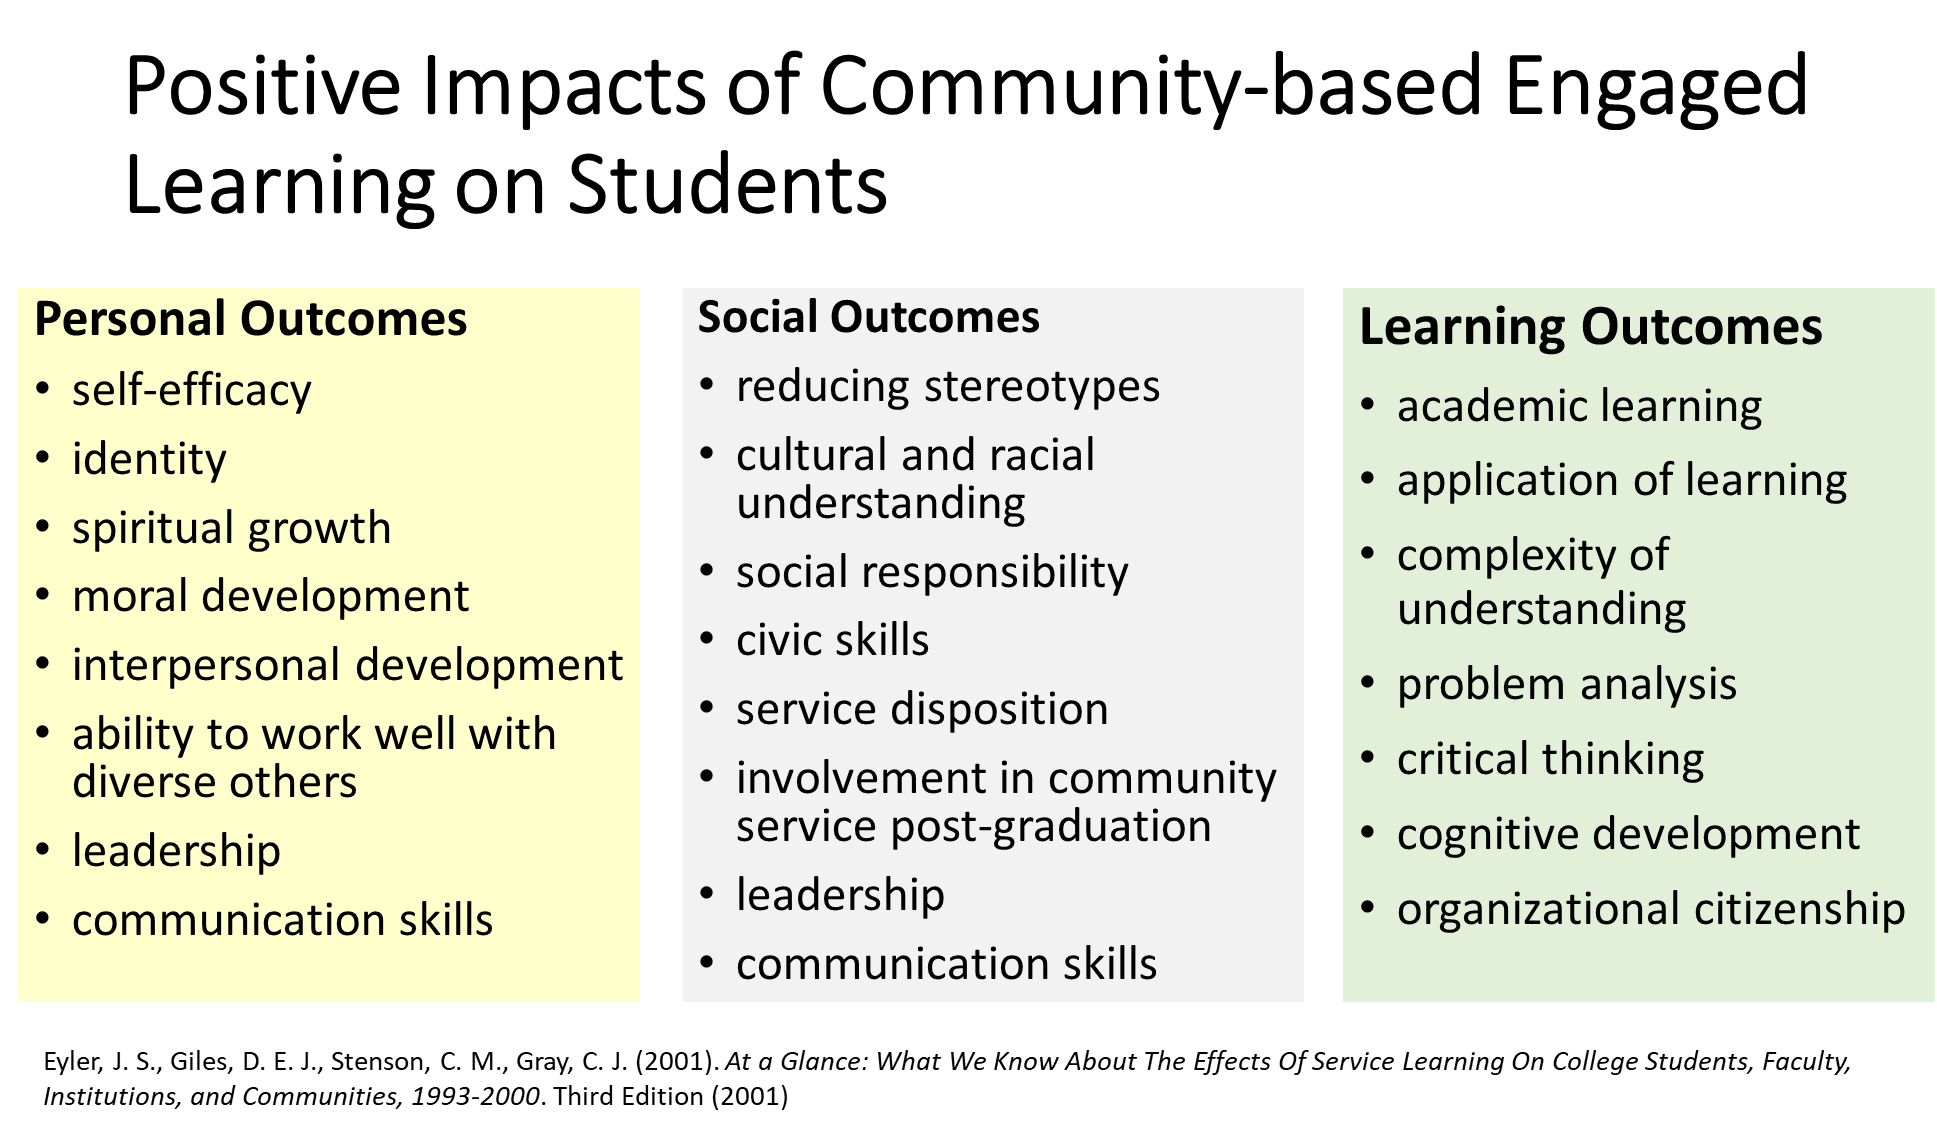 Positive Impacts of Community-based Engaged
Learning on Students
Personal Outcomes
• self-efficacy
• identity
• spiritual growth
• moral development
• interpersonal development
• ability to work well with
diverse others
• leadership
• communication skills
Social Outcomes
• reducing stereotypes
• cultural and racial
understanding
• social responsibility
• civic skills
• service disposition
• involvement in community
service post-graduation
• leadership
• communication skills
Learning Outcomes
• academic learning
• application of learning
• complexity of
understanding
• problem analysis
• critical thinking
• cognitive development
• organizational citizenship
Eyler, J. S., Giles, D. E. J., Stenson, C. M., Gray, C. J. (2001). At a Glance: What We Know About The Effects Of Service Learning On College Students, Faculty,
Institutions, and Communities, 1993-2000. Third Edition (2001)